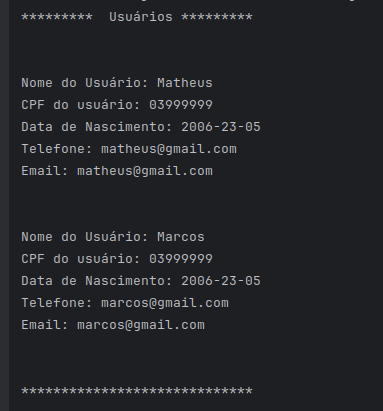 *********  Usuários *********
Nome do Usuário: Matheus
CPF do usuário: 03999999
Data de Nascimento: 2006-23-05
Telefone: matheus@gmail.com
Email: matheus@gmail.com
Nome do Usuário: Marcos
CPF do usuário: 03999999
Data de Nascimento: 2006-23-05
Telefone: marcos@gmail.com
Email: marcos@gmail.com
*****************************